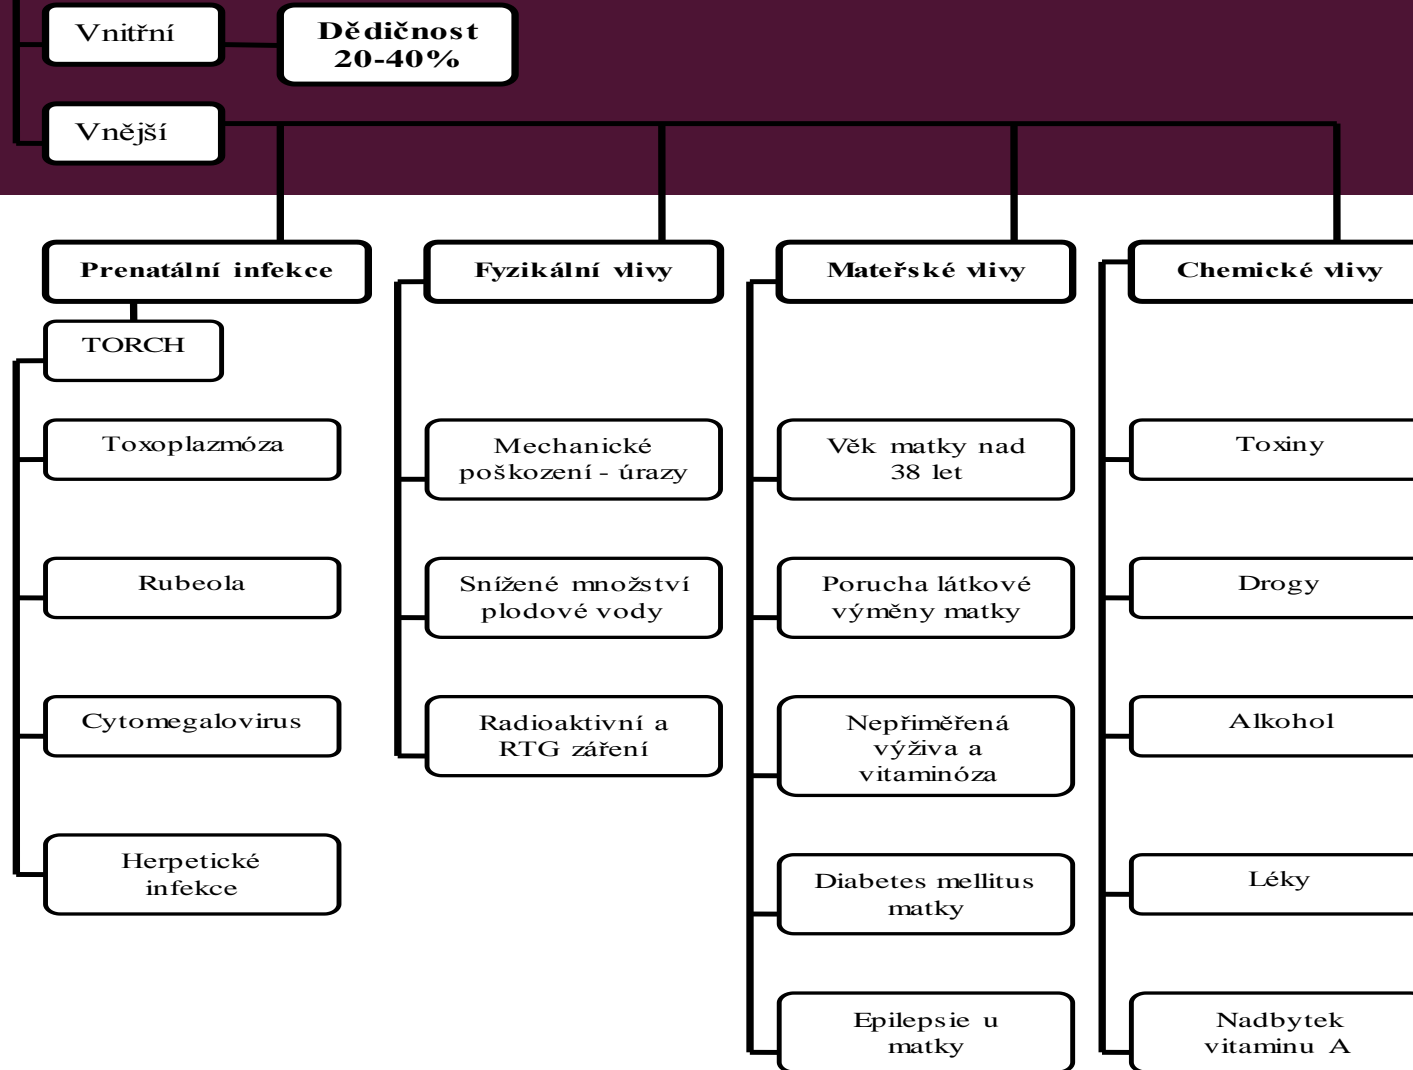 Vnitřní
Dědičnost
20-40%
Vnější
Prenatální infekce
TORCH
Toxoplazmóza
Rubeola
Cytomegalovirus
Herpetické
infekce
Fyzikální vlivy
Mechanické
poškození - úrazy
Snížené množství
plodové vody
Radioaktivní a
RTG záření
Mateřské vlivy
Věk matky nad
38 let
Porucha látkové
výměny matky
Nepřiměřená
výživa a
vitaminóza
Diabetes mellitus
matky
Epilepsie u
matky
Chemické vlivy
Toxiny
Drogy
Alkohol
Léky
Nadbytek
vitaminu A